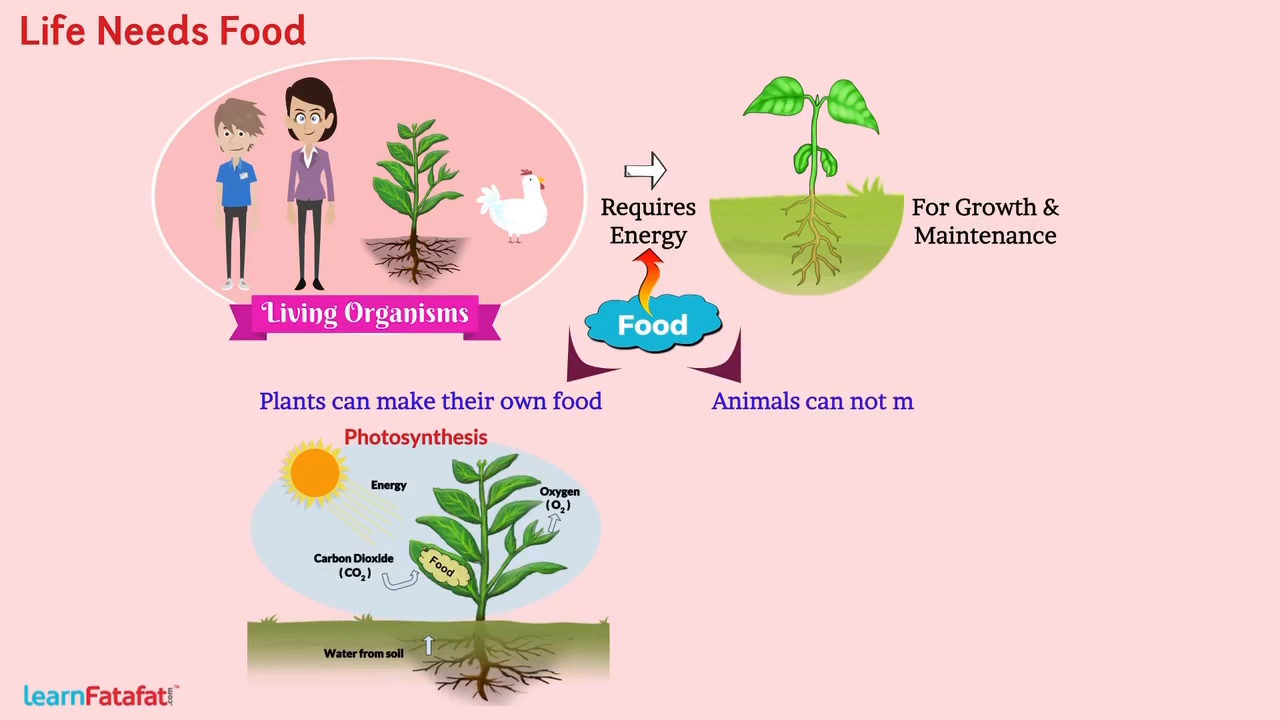 Life Needs Food
Requires
Energy
For Growth &
Maintenance
Living Organisms
Food
Plants can make their own food
Animals can not m
Photosynthesis
Energy
Oxygen
(O₂)
Carbon Dioxide
(CO₂)
Food
Water from soil
learnFatafat.com™